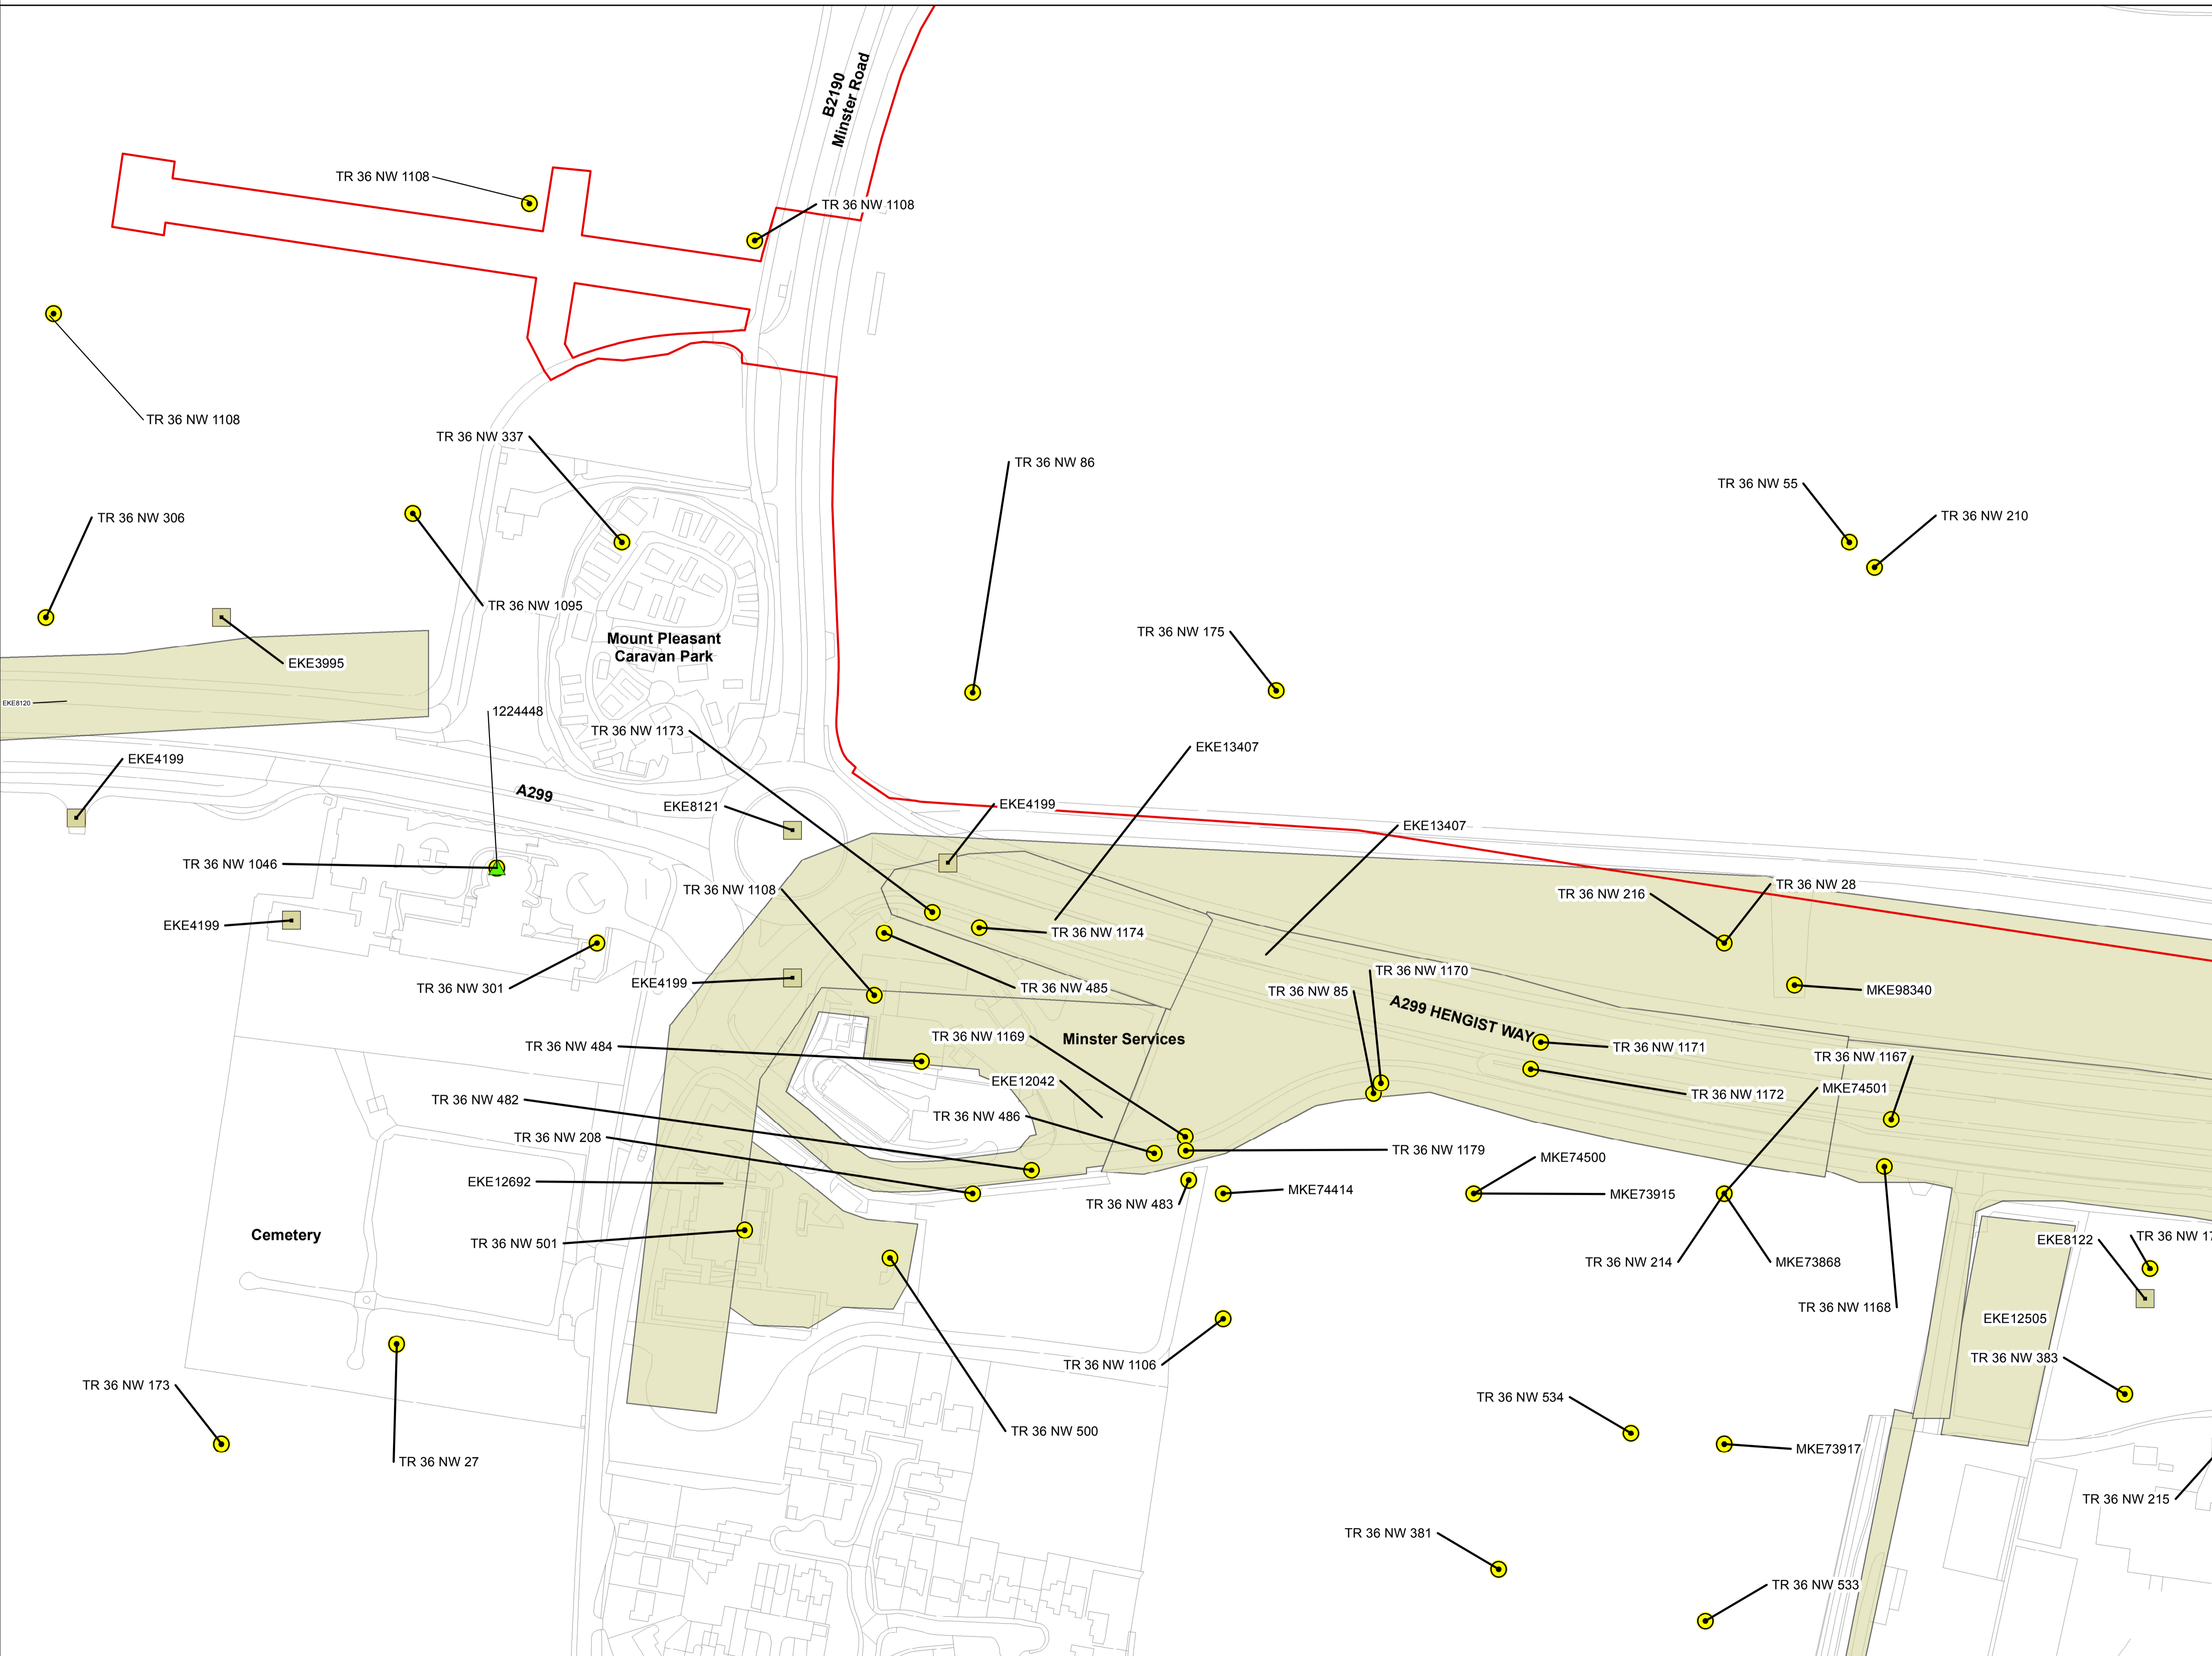 B2190
Minster Road
TR 36 NW 1108
TR 36 NW 1108
TR 36 NW 1108
TR 36 NW 337
TR 36 NW 86
TR 36 NW 55
TR 36 NW 210
TR 36 NW 306
TR 36 NW 1095
TR 36 NW 175
Mount Pleasant
Caravan Park
EKE3995
EKE8120
1224448
TR 36 NW 1173
EKE13407
EKE4199
A299
EKE8121
EKE4199
EKE13407
TR 36 NW 1046
TR 36 NW 1108
TR 36 NW 216
TR 36 NW 28
EKE4199
TR 36 NW 1174
TR 36 NW 301
EKE4199
TR 36 NW 485
TR 36 NW 1170
TR 36 NW 85
MKE98340
A299 HENGIST WAY
TR 36 NW 484
TR 36 NW 1169
Minster Services
TR 36 NW 1171
TR 36 NW 1167
EKE12042
MKE74501
TR 36 NW 482
TR 36 NW 486
TR 36 NW 1172
TR 36 NW 208
TR 36 NW 1179
MKE74500
EKE12692
TR 36 NW 483
MKE74414
MKE73915
Cemetery
TR 36 NW 501
TR 36 NW 214
MKE73868
EKE8122
TR 36 NW 17
TR 36 NW 1168
EKE12505
TR 36 NW 1106
TR 36 NW 383
TR 36 NW 173
TR 36 NW 534
TR 36 NW 500
TR 36 NW 27
MKE73917
TR 36 NW 215
TR 36 NW 381
TR 36 NW 533